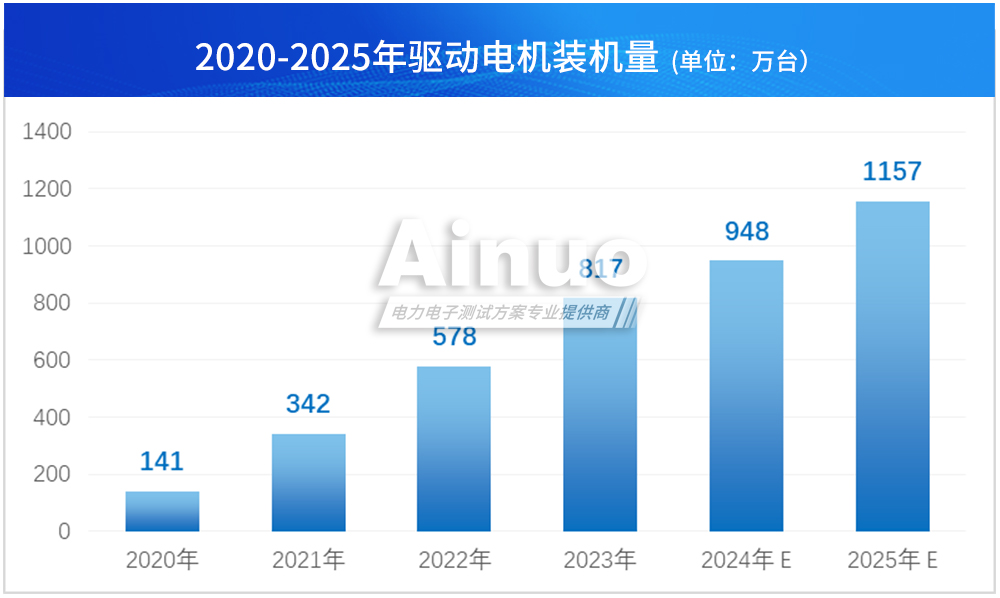 2020-2025年驱动电机装机量 (单位：万台)
1400
1200
1000
800
600
400
200
0
141
342
578
817
948
1157
Ainuo
电力电子测试方案专业提供商
2020年
2021年
2022年
2023年
2024年 E
2025年 E